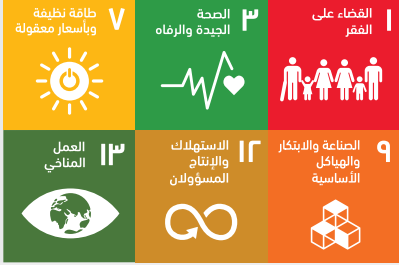 ١
القضاء على
الفقر
٣
الصحة
الجيدة والرفاه
٧
طاقة نظيفة
وبأسعار معقولة
٩
الصناعة والابتكار
والهياكل
الأساسية
١٢
الاستهلاك
والإنتاج
المسؤولان
١٣
العمل
المناخي